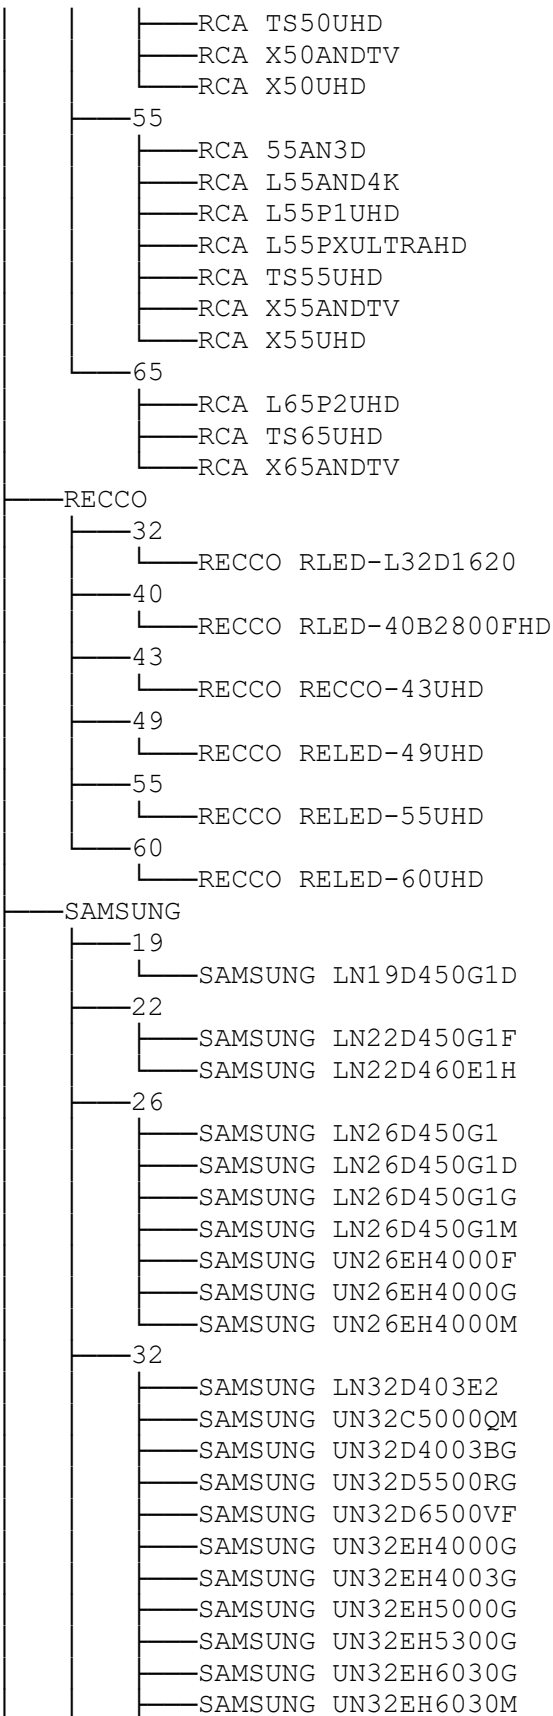 RCA TS50UHD
RCA X50ANDTV
RCA X50UHD
55
RCA 55AN3D
RCA L55AND4K
RCA L55P1UHD
RCA L55PXULTRAHD
RCA TS55UHD
RCA X55ANDTV
RCA X55UHD
65
RCA L65P2UHD
RCA TS65UHD
RCA X65ANDTV
RECCO
32
RECCO RLED-L32D1620
40
RECCO RLED-40B2800FHD
43
RECCO RECCO-43UHD
49
RECCO RELED-49UHD
55
RECCO RELED-55UHD
60
RECCO RELED-60UHD
SAMSUNG
19
SAMSUNG LN19D450G1D
22
SAMSUNG LN22D450G1F
SAMSUNG LN22D460E1H
26
SAMSUNG LN26D450G1
SAMSUNG LN26D450G1D
SAMSUNG LN26D450G1G
SAMSUNG LN26D450G1M
SAMSUNG UN26EH4000F
SAMSUNG UN26EH4000G
SAMSUNG UN26EH4000M
32
SAMSUNG LN32D403E2
SAMSUNG UN32C5000QM
SAMSUNG UN32D4003BG
SAMSUNG UN32D5500RG
SAMSUNG UN32D6500VF
SAMSUNG UN32EH4000G
SAMSUNG UN32EH4003G
SAMSUNG UN32EH5000G
SAMSUNG UN32EH5300G
SAMSUNG UN32EH6030G
SAMSUNG UN32EH6030M